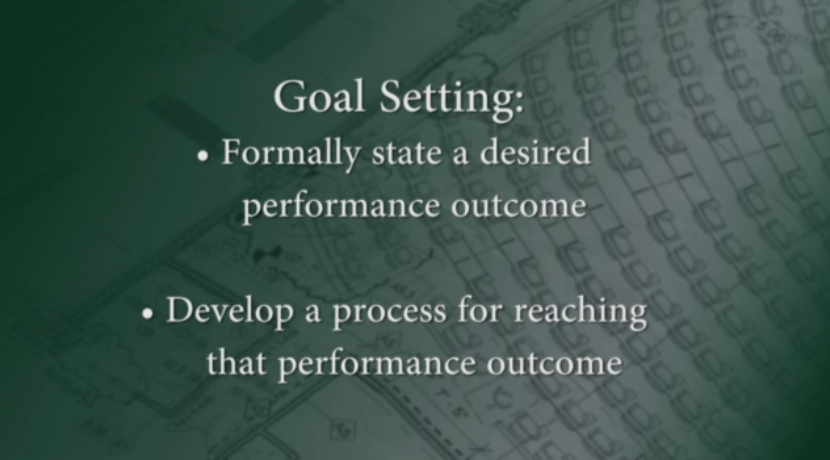 Goal Setting:
• Formally state a desired
performance outcome
• Develop a process for reaching
that performance outcome